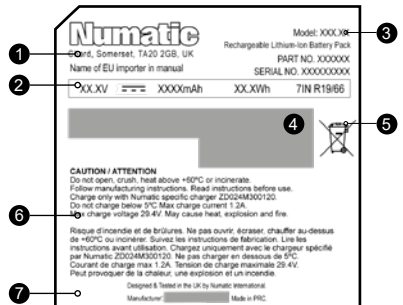 Numatic
Model: XXX.X
Rechargeable Lithium-Ion Battery Pack
Chard, Somerset, TA20 2GB, UK
PART NO. XXXXXX
Name of EU importer in manual
SERIAL NO. XXXXXXXXX
XX.XV XXXXmAh XX.XWh 7IN R19/66
CAUTION / ATTENTION
Do not open, crush, heat above +60ºC or incinerate.
Follow manufacturing instructions. Read instructions before use.
Charge only with Numatic specific charger ZD024M300120.
Do not charge below 5ºC Max charge current 1.2A.
Max charge voltage 29.4V. May cause heat, explosion and fire.
Risque d'incendie et de brûlures. Ne pas ouvrir, écraser, chauffer au-dessus
de +60ºC ou incinérer. Suivez les instructions de fabrication. Lire les
instructions avant utilisation. Chargez uniquement avec le chargeur spécifié
par Numatic ZD024M300120. Ne pas charger en dessous de 5ºC.
Courant de charge max 1.2A. Tension de charge maximale 29.4V.
Peut provoquer de la chaleur, une explosion et un incendie.
Designed & Tested in the UK by Numatic International.
Manufacturer: Made in PRC
1
2
3
4
5
6
7